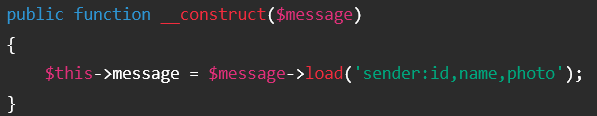 public function __construct($message)
{
    $this->message = $message->load('sender:id,name,photo');
}